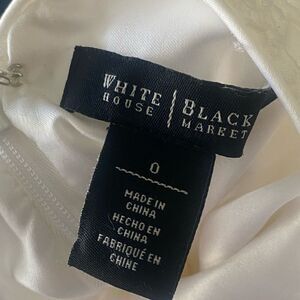 WHITE | BLACK
HOUSE | MARKET
0
MADE IN
CHINA
HECHO EN
CHINA
FABRIQUÉ EN
CHINE